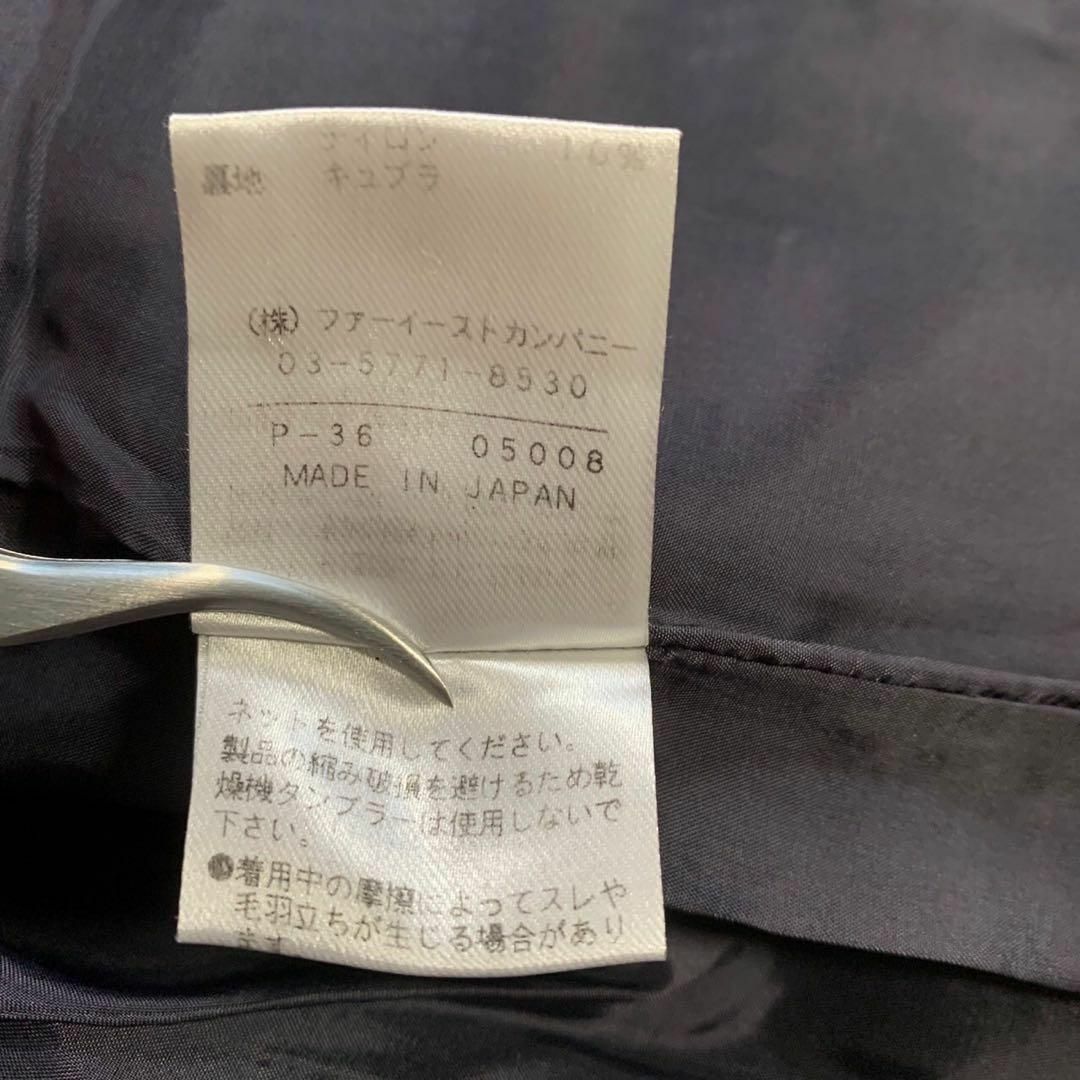 ナイロン 16%
裏地 キュプラ
(株) ファーイーストカンパニー
03-5771-8530
P-36 05008
MADE IN JAPAN
ネットを使用してください。
製品の縮み破損を避けるため乾
燥機タンブラーは使用しないで
下さい。
●着用中の摩擦によってスレや
毛羽立ちが生じる場合があり
ます